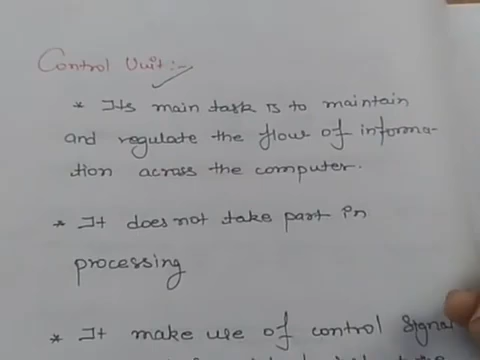 Control Unit:-
* Its main task is to maintain
and regulate the flow of informa-
tion across the computer.
* It does not take part in
processing
* It make use of control signal